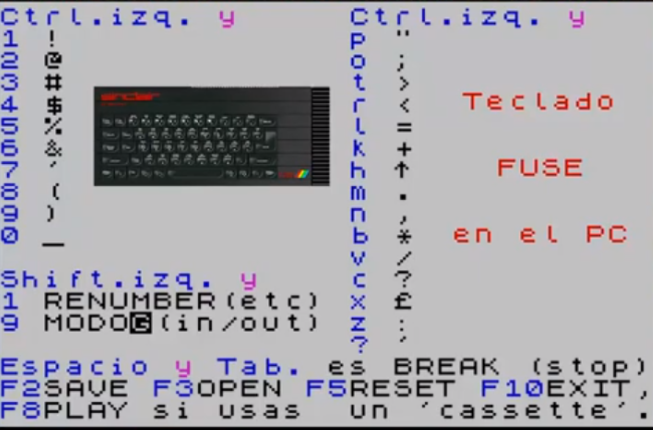 Ctrl.izq. y
1 !
2 @
3 #
4 $
5 %
6 &
7 '
8 (
9 )
0 _
sinclair
Shift.izq. y
1 RENUMBER(etc)
9 MODO G (in/out)
Ctrl.izq. y
p "
o ;
t >
r <
l =
k +
h ↑
m .
n ,
b *
v /
c ?
x £
z :
? '
Teclado
FUSE
en el PC
Espacio y Tab. es BREAK (stop)
F2SAVE F3OPEN F5RESET F10EXIT,
F8PLAY si usas un 'cassette'.